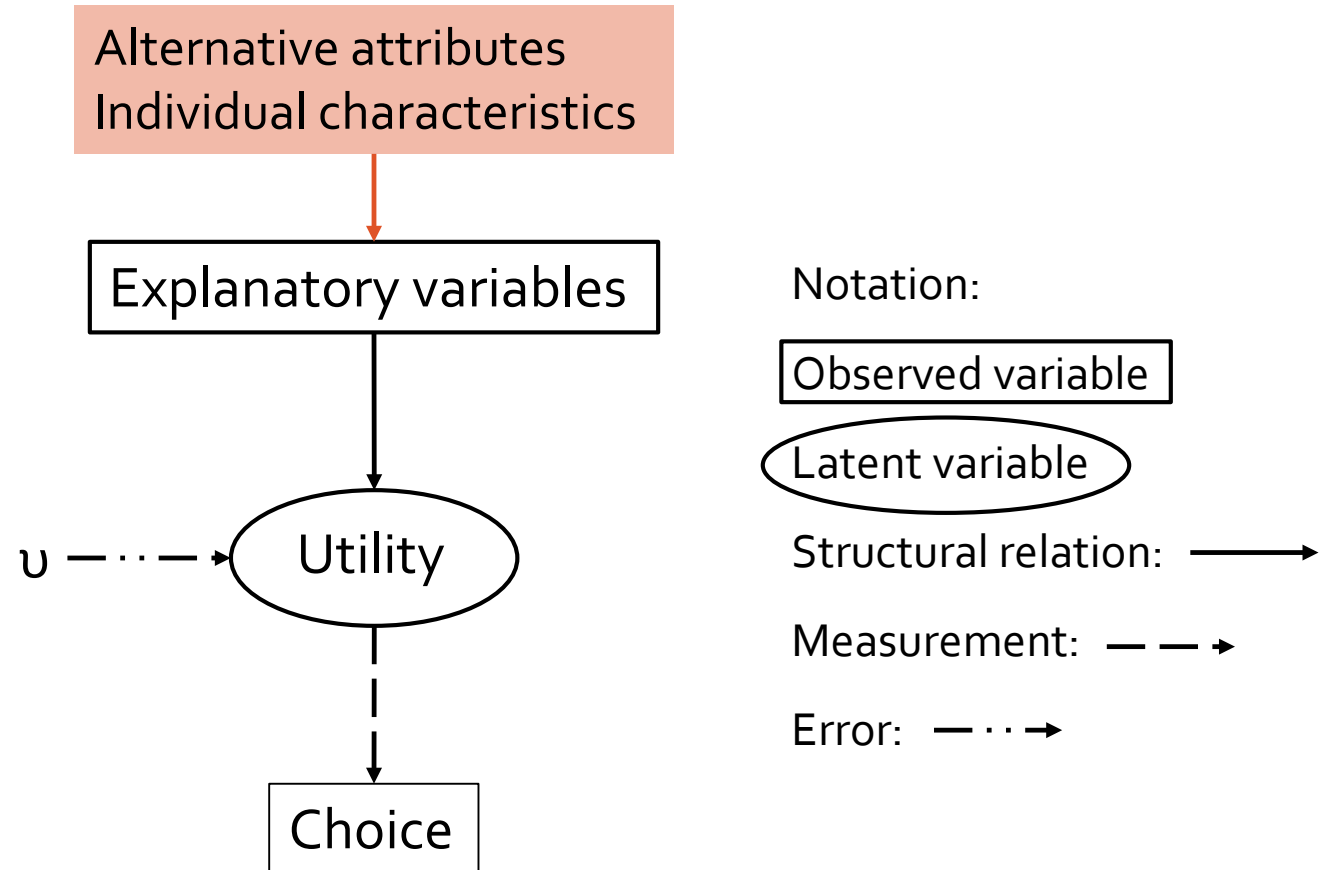 Alternative attributes
Individual characteristics
Explanatory variables
υ
Utility
Choice
Notation:
Observed variable
Latent variable
Structural relation:
Measurement:
Error: